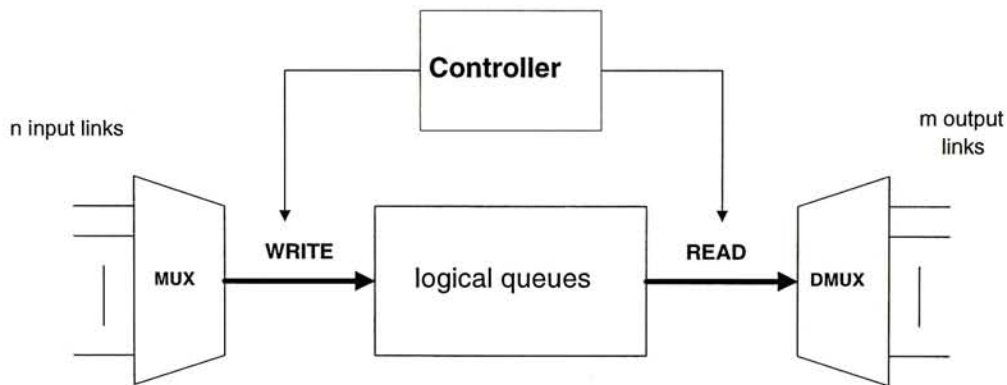 Controller
n input links
m output
links
WRITE
READ
MUX
logical queues
DMUX